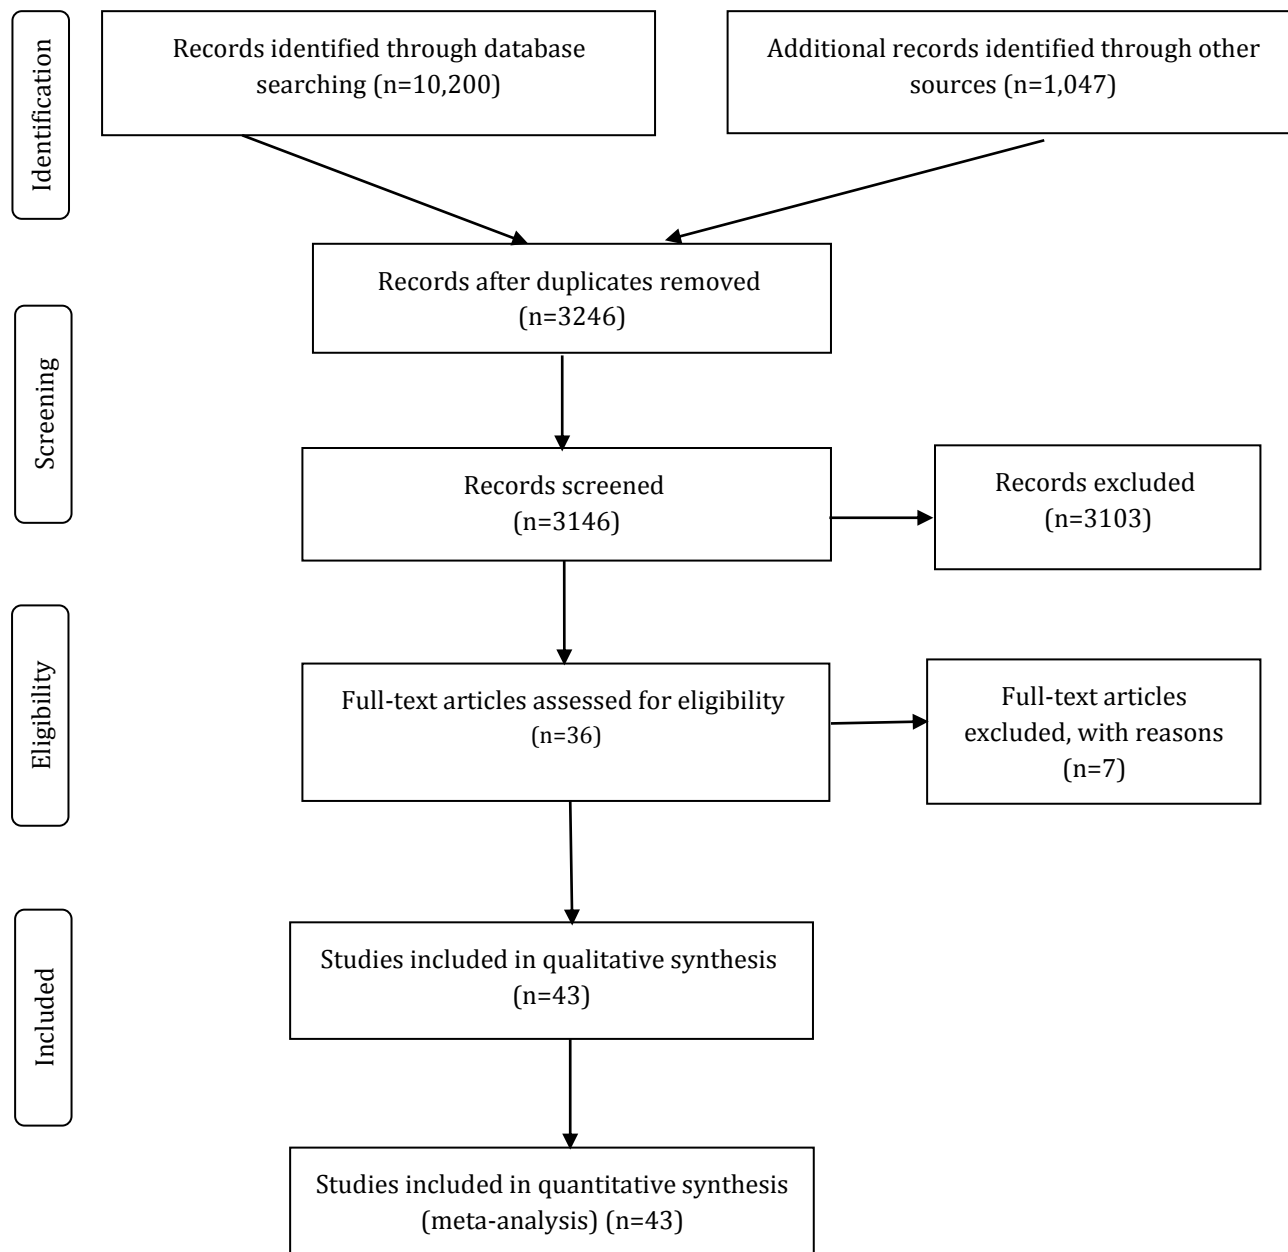 Identification
Records identified through database
searching (n=10,200)
Additional records identified through other
sources (n=1,047)
Records after duplicates removed
(n=3246)
Screening
Records screened
(n=3146)
Records excluded
(n=3103)
Eligibility
Full-text articles assessed for eligibility
(n=36)
Full-text articles
excluded, with reasons
(n=7)
Included
Studies included in qualitative synthesis
(n=43)
Studies included in quantitative synthesis
(meta-analysis) (n=43)